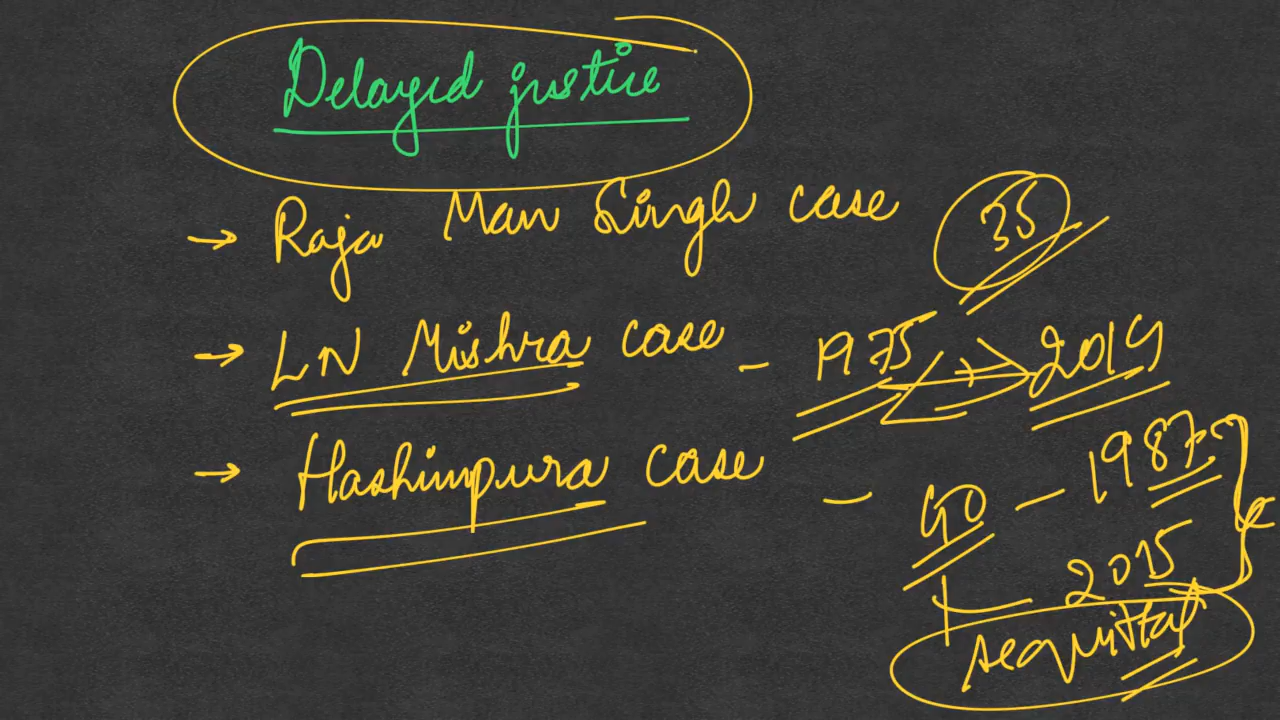 Delayed justice
→ Raja Man Singh case 35
→ LN Mishra case - 1975 → 2014
→ Hashimpura case - 40 - 1987
2015
acquittal